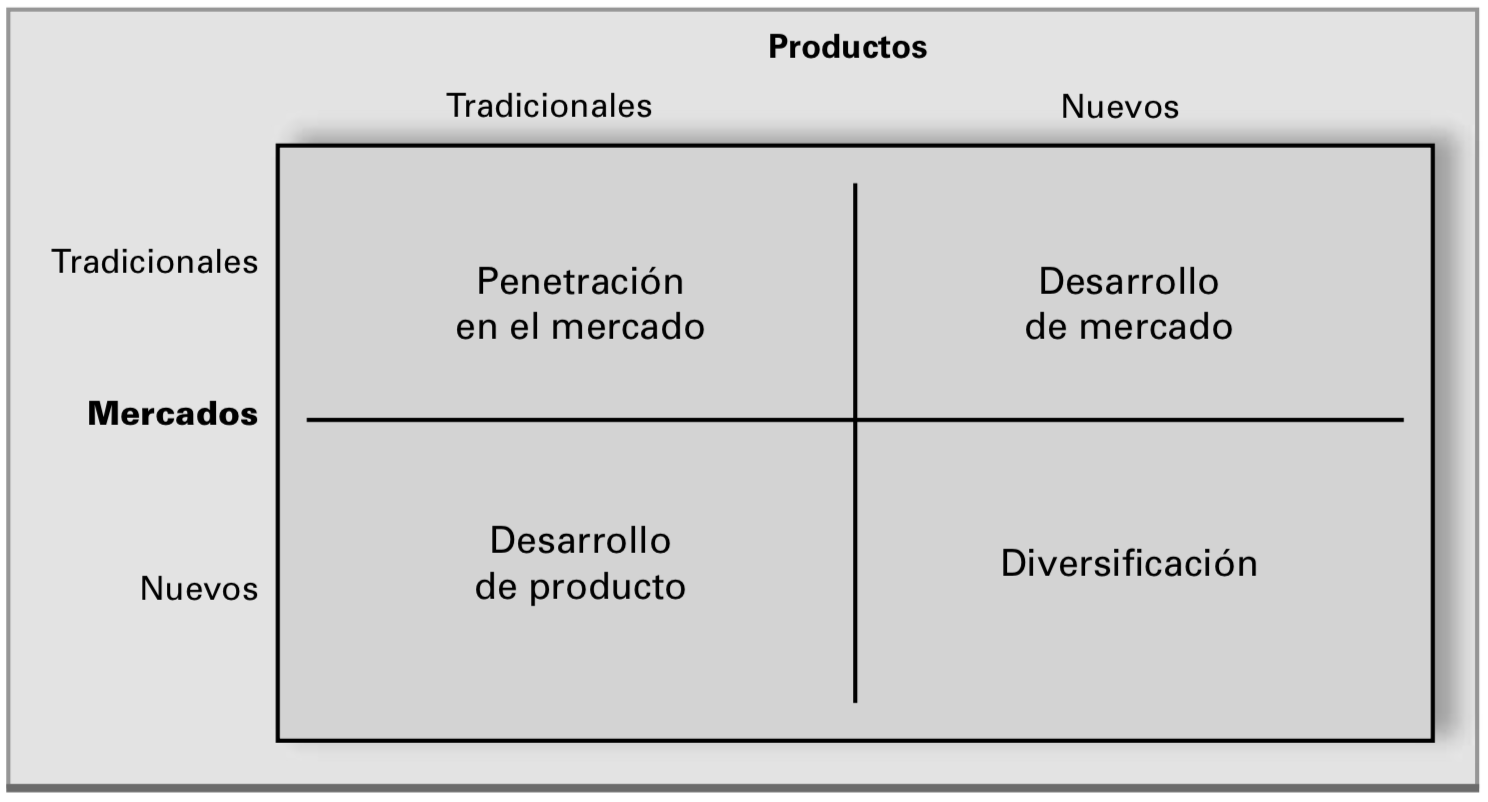 Productos
Tradicionales
Nuevos
Tradicionales
Penetración
en el mercado
Desarrollo
de mercado
Mercados
Nuevos
Desarrollo
de producto
Diversificación